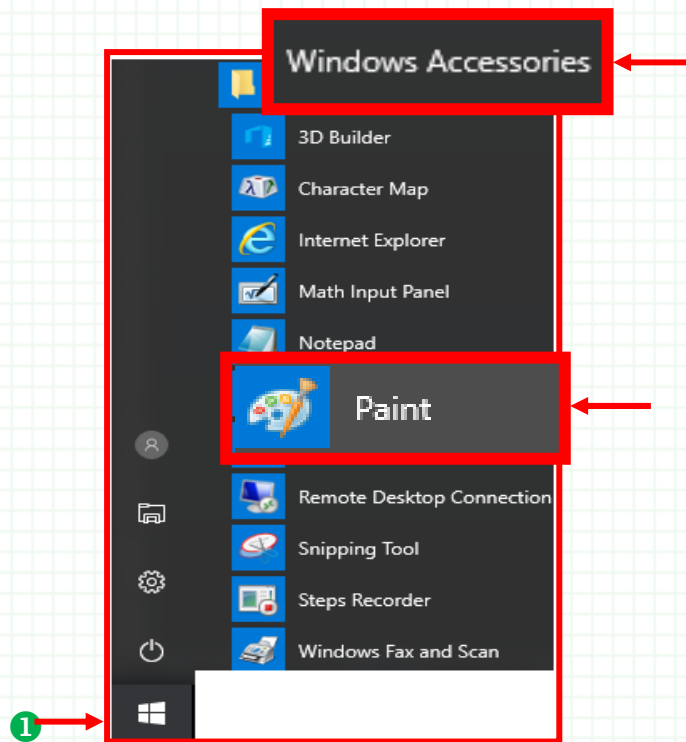 Windows Accessories
3D Builder
Character Map
Internet Explorer
Math Input Panel
Notepad
Paint
Remote Desktop Connection
Snipping Tool
Steps Recorder
Windows Fax and Scan
1